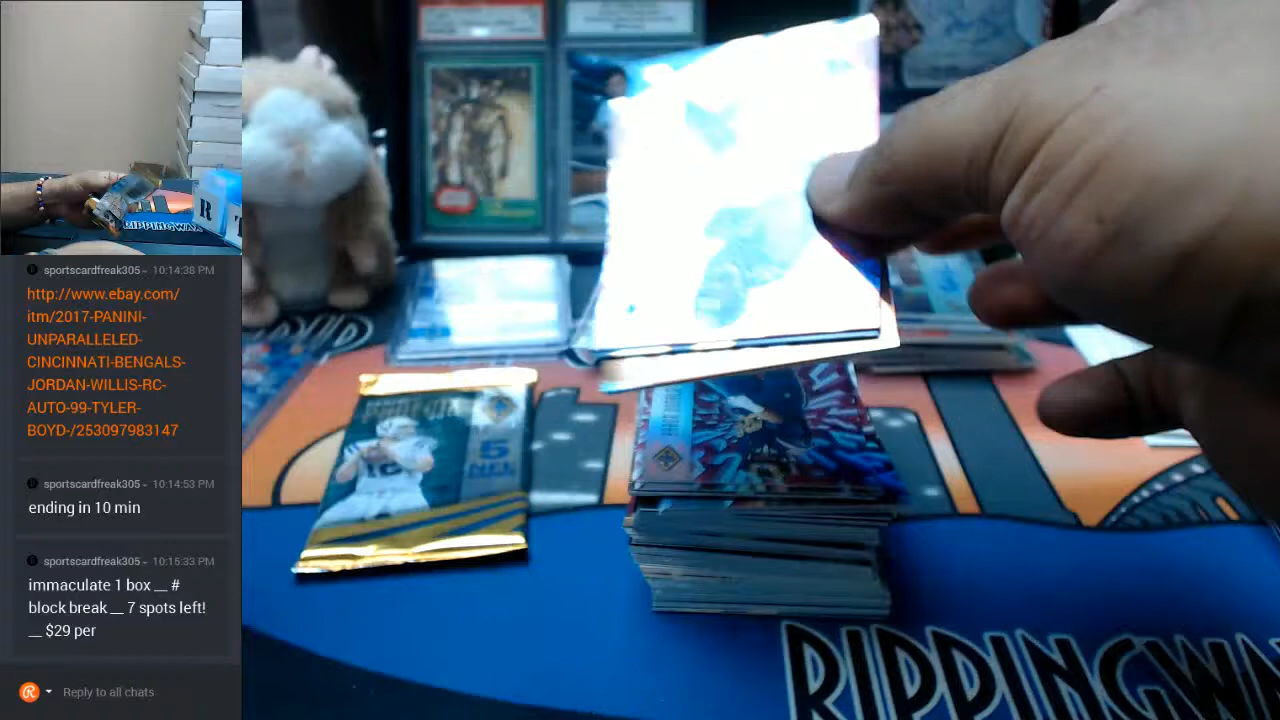 sportscardfreak305 10:14:38 PM
http://www.ebay.com/
itm/2017-PANINI-
UNPARALLELED-
CINCINNATI-BENGALS-
JORDAN-WILLIS-RC-
AUTO-99-TYLER-
BOYD-/253097983147
sportscardfreak305 10:14:53 PM
ending in 10 min
sportscardfreak305 10:15:33 PM
immaculate 1 box __ #
block break __ 7 spots left!
__ $29 per
Reply to all chats
RIPPINGWAX
R
5
NFL
RIPPINGWA